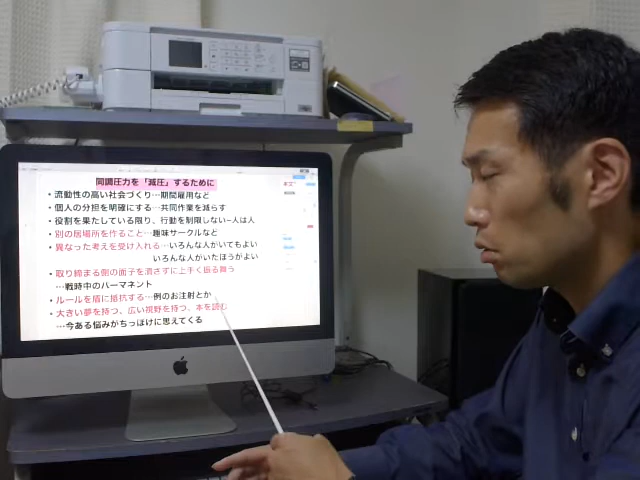 同調圧力を「減圧」するために
・流動性の高い社会づくり…期間雇用など
・個人の分担を明確にする…共同作業を減らす
・役割を果たしている限り、行動を制限しない−人は人
・別の居場所を作ること…趣味サークルなど
・異なった考えを受け入れる…いろんな人がいてもよい
いろんな人がいたほうがよい
・取り締まる側の面子を潰さずに上手く振る舞う
…戦時中のパーマネント
・ルールを盾に抵抗する…例のお注射とか
・大きい夢を持つ、広い視野を持つ、本を読む
…今ある悩みがちっぽけに思えてくる